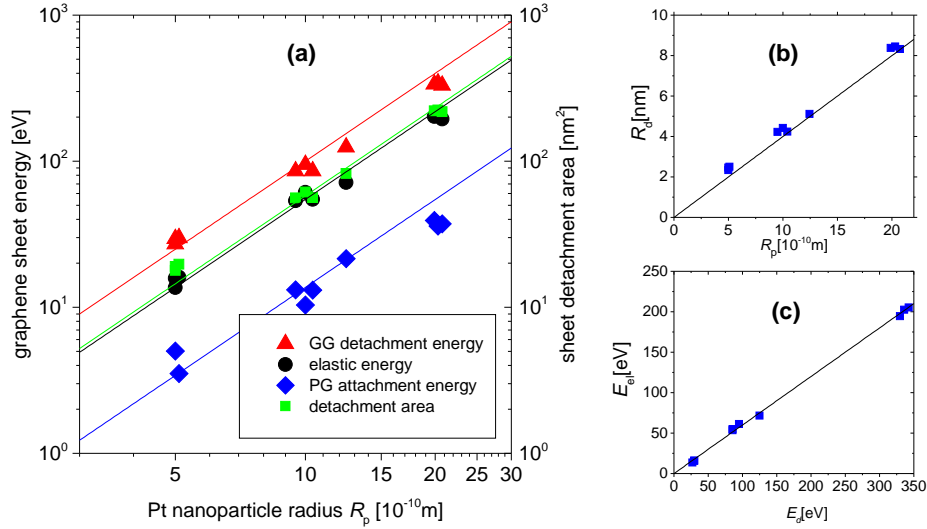 (a)
graphene sheet energy [eV]
10³
10²
10¹
10⁰
5 10 15 20 25 30
Pt nanoparticle radius Rₚ [10⁻¹⁰m]
10³
10²
10¹
10⁰
sheet detachment area [nm²]
GG detachment energy
elastic energy
PG attachment energy
detachment area
(b)
R_d[nm]
10
8
6
4
2
0
0 5 10 15 20
Rₚ[10⁻¹⁰m]
(c)
E_el[eV]
250
200
150
100
50
0
0 50 100 150 200 250 300 350
E_d[eV]